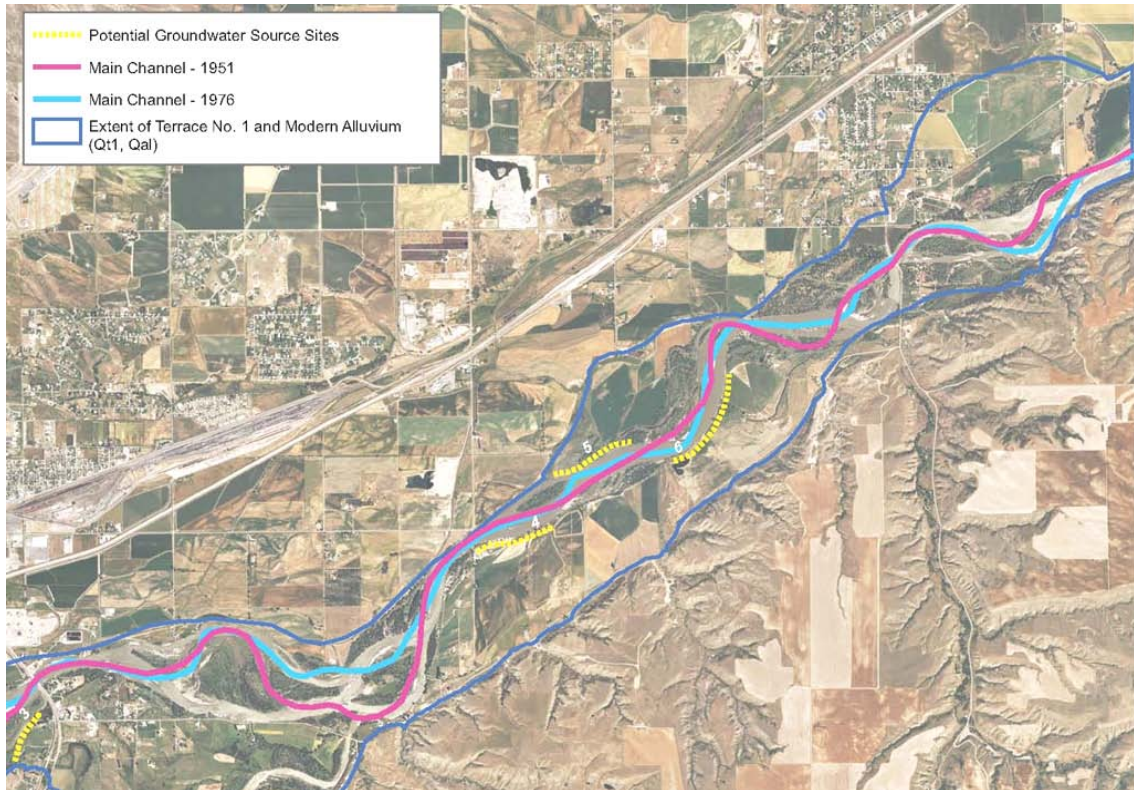 Potential Groundwater Source Sites
Main Channel - 1951
Main Channel - 1976
Extent of Terrace No. 1 and Modern Alluvium
(Qt1, Qal)
5
6
4
3